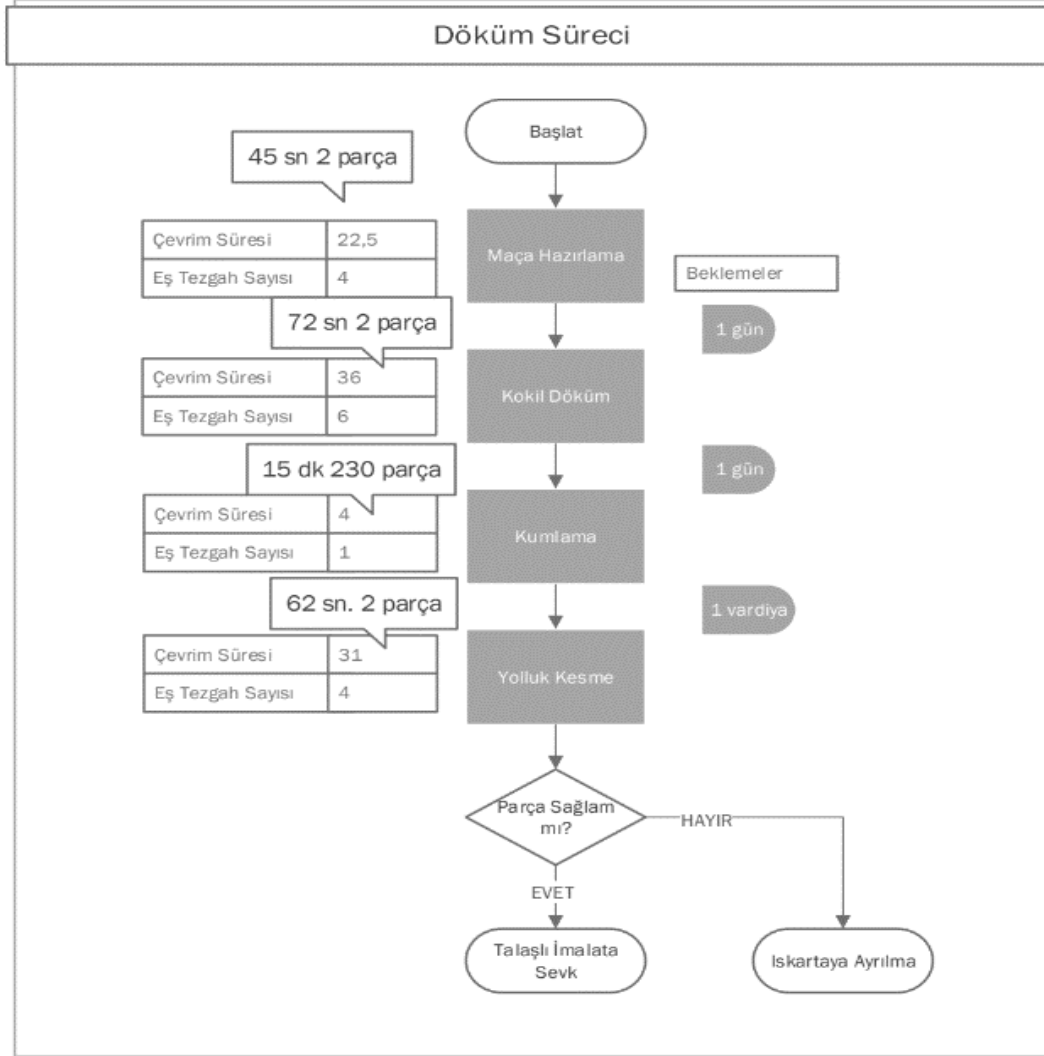 Döküm Süreci
Başlat
45 sn 2 parça
Çevrim Süresi 22,5
Eş Tezgah Sayısı 4
Maça Hazırlama
Beklemeler
1 gün
72 sn 2 parça
Çevrim Süresi 36
Eş Tezgah Sayısı 6
Kokil Döküm
1 gün
15 dk 230 parça
Çevrim Süresi 4
Eş Tezgah Sayısı 1
Kumlama
1 vardiya
62 sn. 2 parça
Çevrim Süresi 31
Eş Tezgah Sayısı 4
Yolluk Kesme
Parça Sağlam
mı?
HAYIR
EVET
Talaşlı İmalata
Sevk
Iskartaya Ayrılma